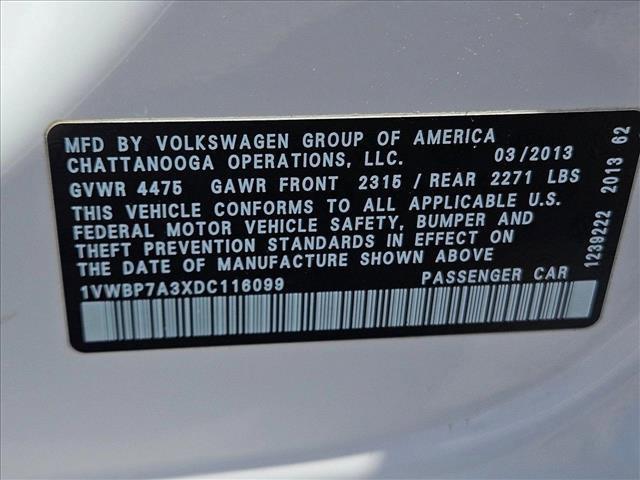 MFD BY VOLKSWAGEN GROUP OF AMERICA
CHATTANOOGA OPERATIONS, LLC. 03/2013
GVWR 4475 GAWR FRONT 2315 / REAR 2271 LBS
THIS VEHICLE CONFORMS TO ALL APPLICABLE U.S.
FEDERAL MOTOR VEHICLE SAFETY, BUMPER AND
THEFT PREVENTION STANDARDS IN EFFECT ON
THE DATE OF MANUFACTURE SHOWN ABOVE
1VWBP7A3XDC116099 PASSENGER CAR
1239222 2013 62